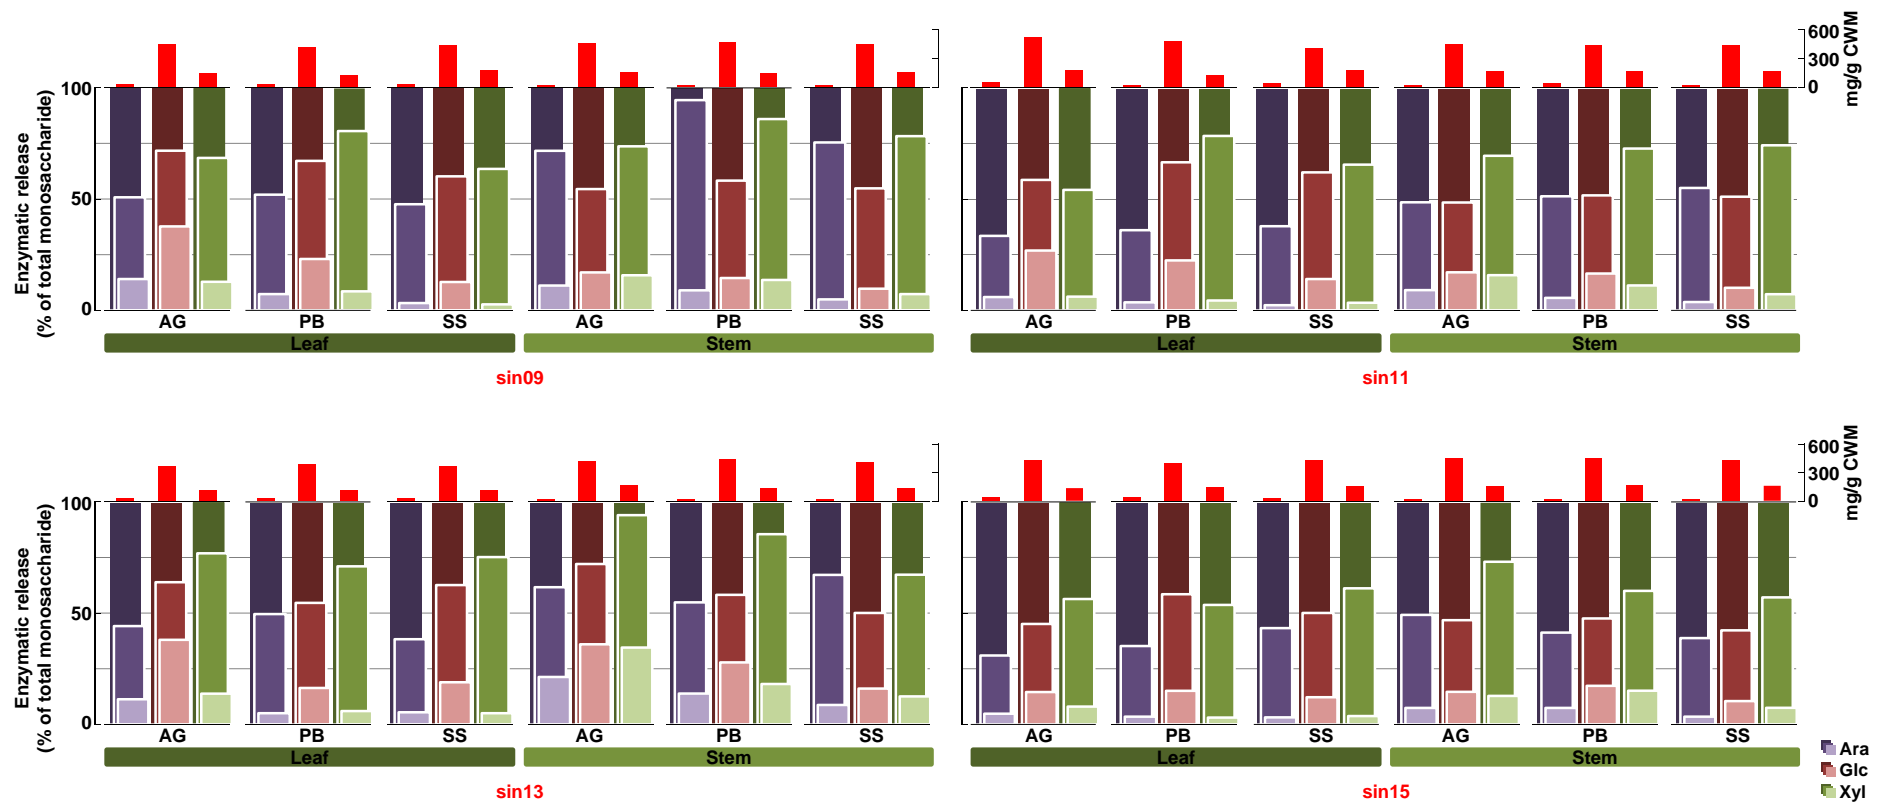 600
300
0
mg/g CWM
100
50
0
Enzymatic release
(% of total monosaccharide)
AG PB SS AG PB SS AG PB SS AG PB SS
Leaf Stem Leaf Stem
sin09 sin11
600
300
0
mg/g CWM
100
50
0
Enzymatic release
(% of total monosaccharide)
AG PB SS AG PB SS AG PB SS AG PB SS
Leaf Stem Leaf Stem
sin13 sin15
Ara
Glc
Xyl